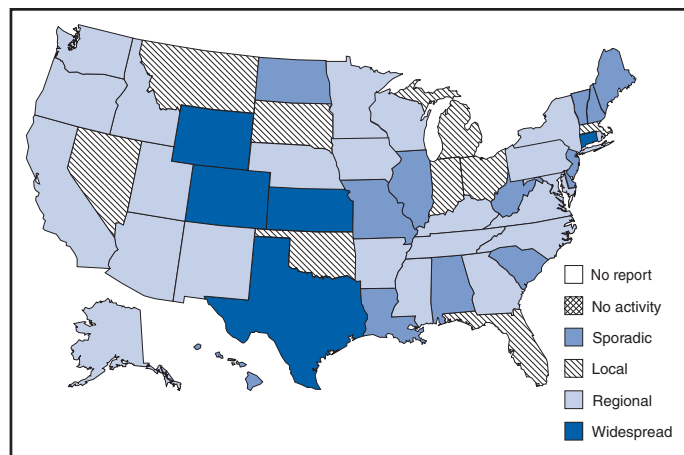 No report
No activity
Sporadic
Local
Regional
Widespread